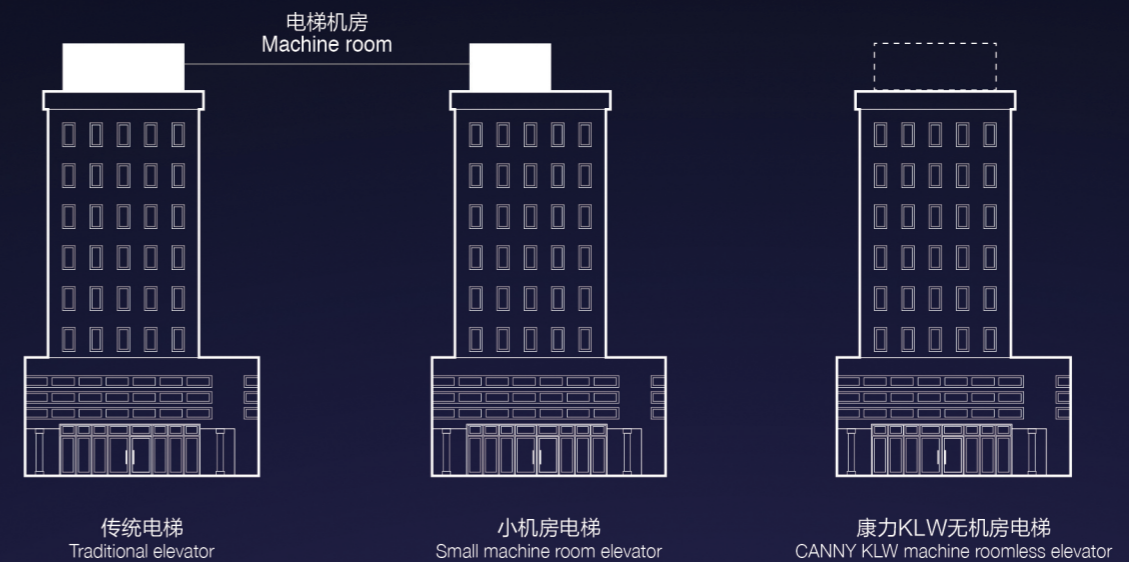 电梯机房
Machine room
传统电梯
Traditional elevator
小机房电梯
Small machine room elevator
康力KLW无机房电梯
CANNY KLW machine roomless elevator